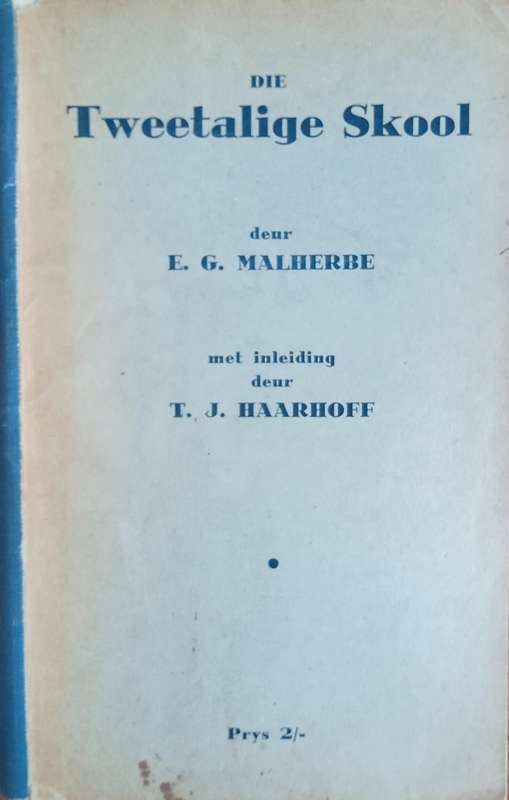 DIE
Tweetalige Skool
deur
E. G. MALHERBE
met inleiding
deur
T. J. HAARHOFF
Prys 2/-